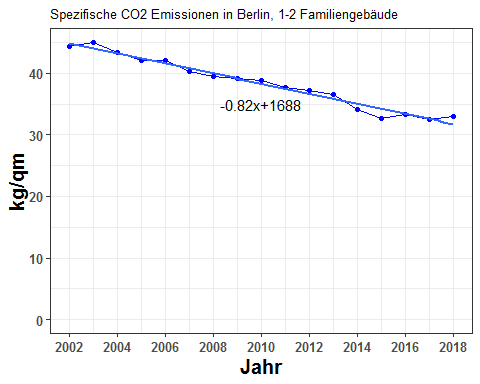 Spezifische CO2 Emissionen in Berlin, 1-2 Familiengebäude
kg/qm
40
30
20
10
0
-0.82x+1688
2002 2004 2006 2008 2010 2012 2014 2016 2018
Jahr